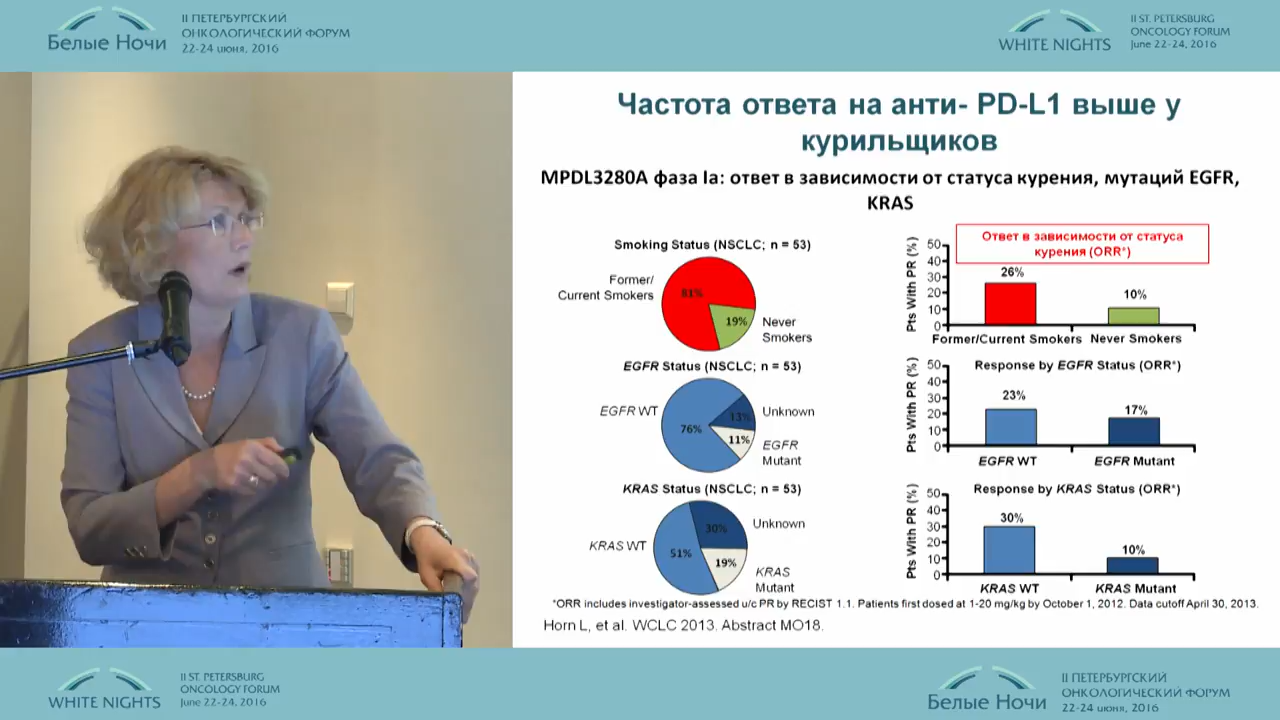 II ПЕТЕРБУРГСКИЙ
ОНКОЛОГИЧЕСКИЙ ФОРУМ
Белые Ночи
22-24 июня, 2016
II ST. PETERSBURG
ONCOLOGY FORUM
WHITE NIGHTS
June 22-24, 2016
Частота ответа на анти- PD-L1 выше у
курильщиков
MPDL3280A фаза Ia: ответ в зависимости от статуса курения, мутаций EGFR,
KRAS
Smoking Status (NSCLC; n = 53)
Former/
Current Smokers
81%
19%
Never
Smokers
Ответ в зависимости от статуса
курения (ORR*)
Pts With PR (%)
50
40
30
20
10
0
26%
10%
Former/Current Smokers
Never Smokers
EGFR Status (NSCLC; n = 53)
EGFR WT
76%
13%
11%
Unknown
EGFR
Mutant
Response by EGFR Status (ORR*)
Pts With PR (%)
50
40
30
20
10
0
23%
17%
EGFR WT
EGFR Mutant
KRAS Status (NSCLC; n = 53)
KRAS WT
51%
30%
19%
Unknown
KRAS
Mutant
Response by KRAS Status (ORR*)
Pts With PR (%)
50
40
30
20
10
0
30%
10%
KRAS WT
KRAS Mutant
*ORR includes investigator-assessed u/c PR by RECIST 1.1. Patients first dosed at 1-20 mg/kg by October 1, 2012. Data cutoff April 30, 2013.
Horn L, et al. WCLC 2013. Abstract MO18.
II ST. PETERSBURG
ONCOLOGY FORUM
WHITE NIGHTS
June 22-24, 2016
II ПЕТЕРБУРГСКИЙ
ОНКОЛОГИЧЕСКИЙ ФОРУМ
Белые Ночи
22-24 июня, 2016